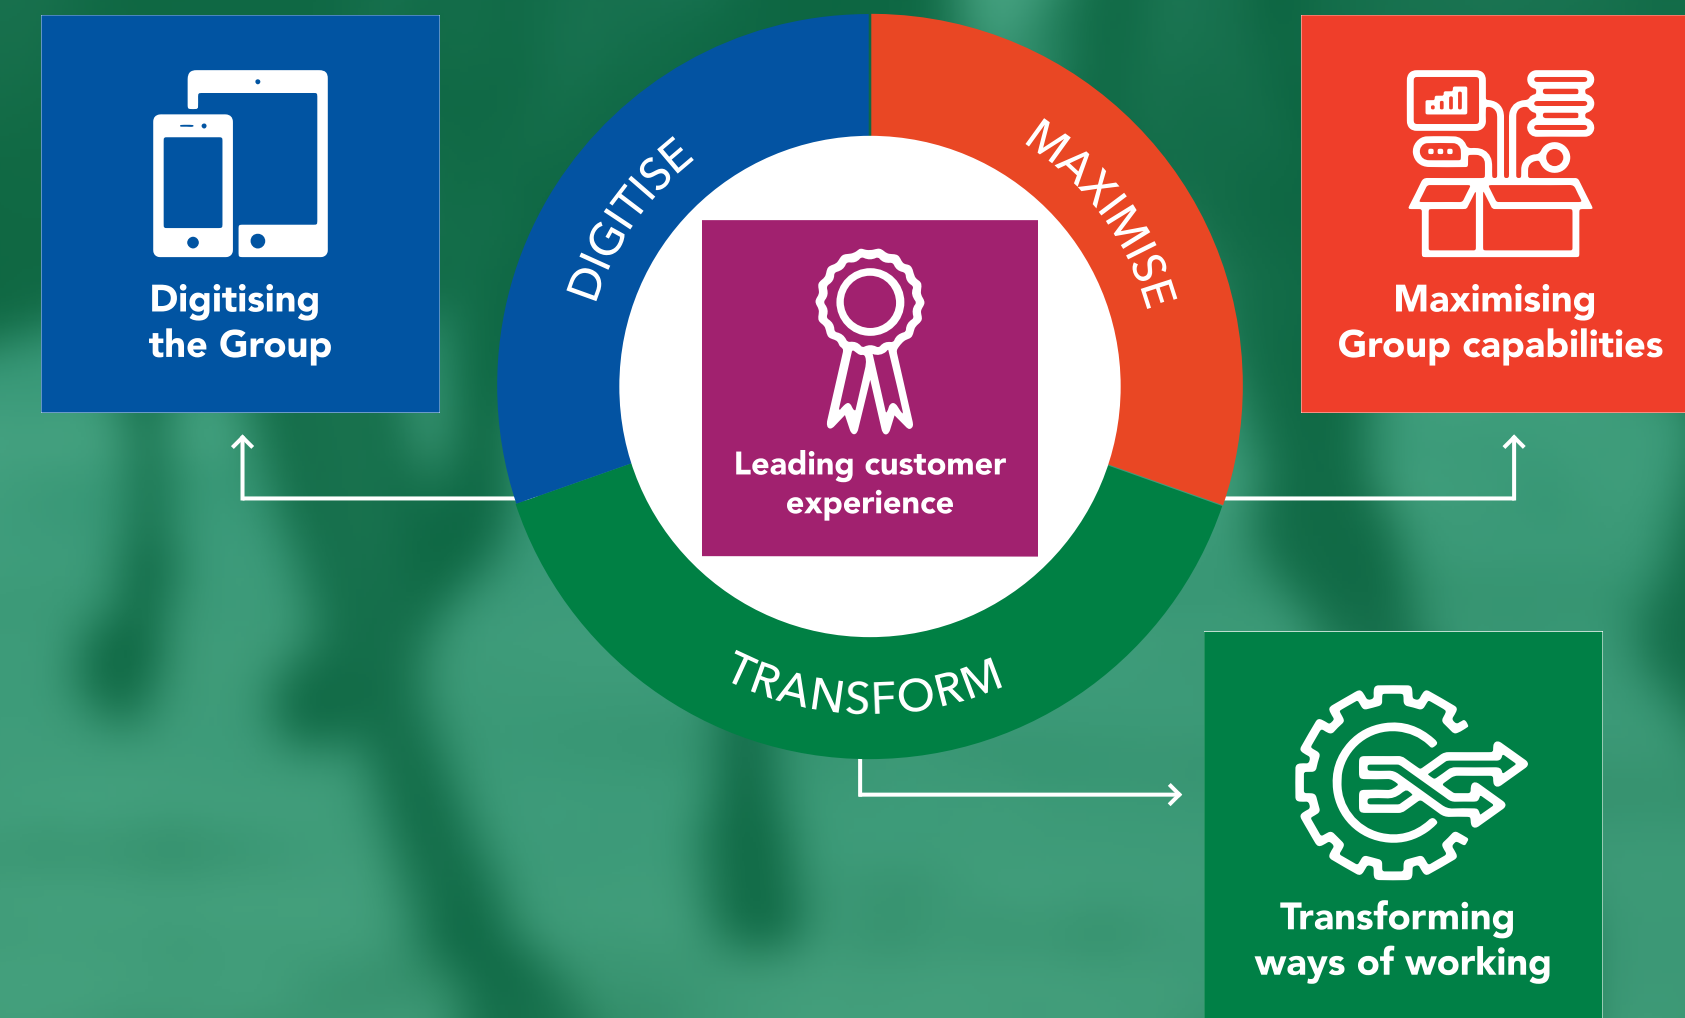 Digitising
the Group
DIGITISE
MAXIMISE
TRANSFORM
Leading customer
experience
Maximising
Group capabilities
Transforming
ways of working